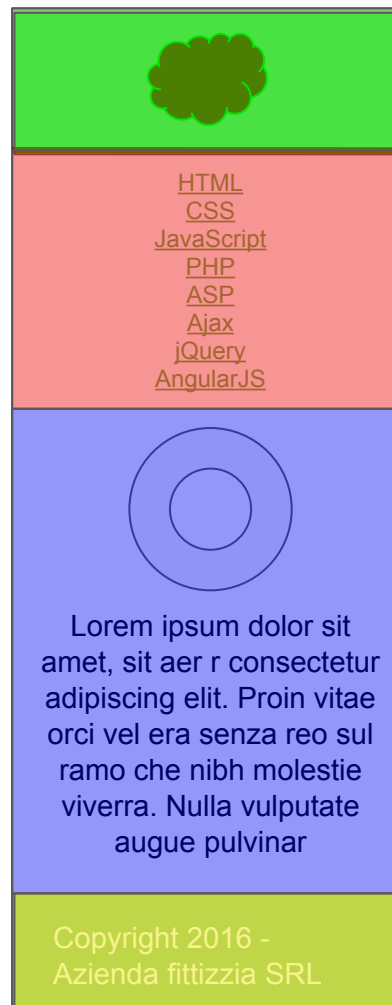 HTML
CSS
JavaScript
PHP
ASP
Ajax
jQuery
AngularJS
Lorem ipsum dolor sit
amet, sit aer r consectetur
adipiscing elit. Proin vitae
orci vel era senza reo sul
ramo che nibh molestie
viverra. Nulla vulputate
augue pulvinar
Copyright 2016 -
Azienda fittizzia SRL